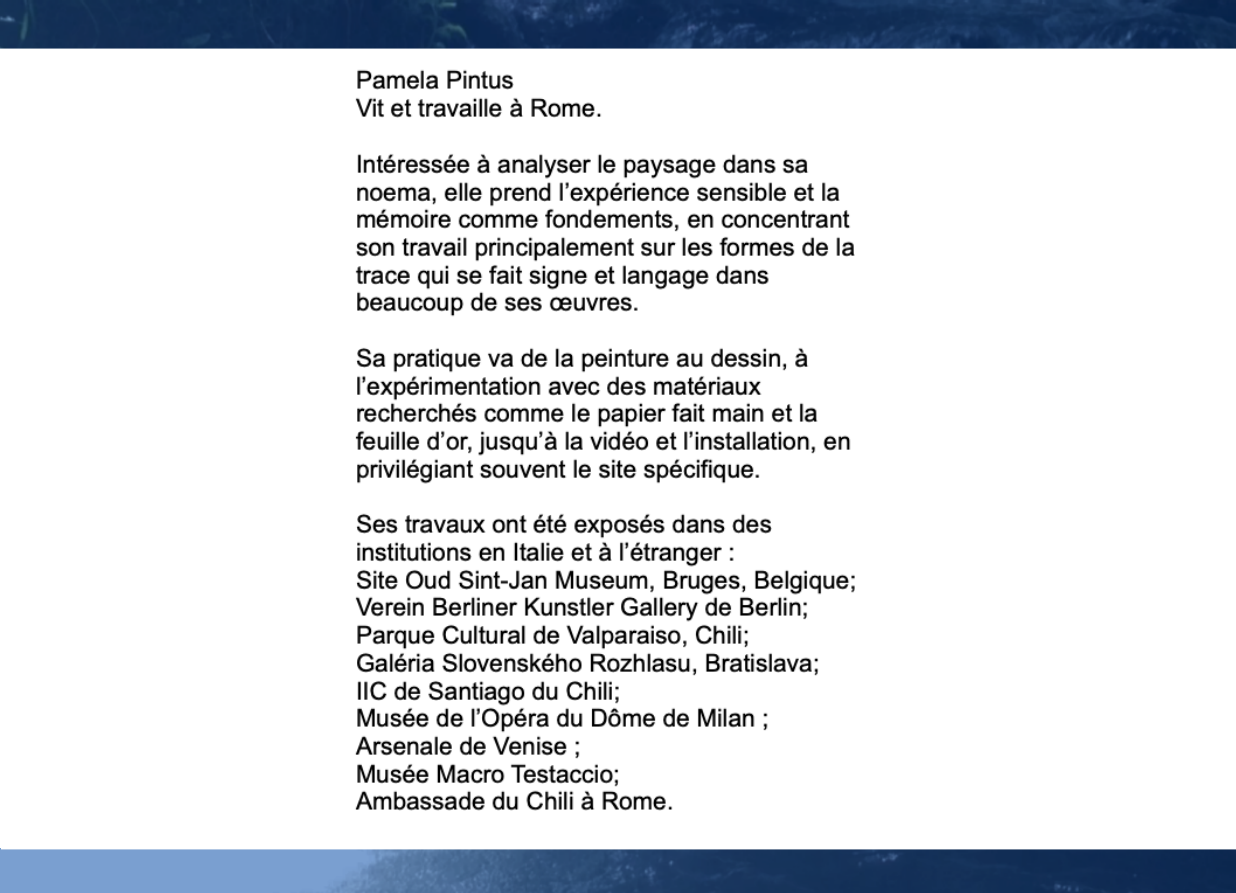 Pamela Pintus
Vit et travaille à Rome.
Intéressée à analyser le paysage dans sa
noema, elle prend l’expérience sensible et la
mémoire comme fondements, en concentrant
son travail principalement sur les formes de la
trace qui se fait signe et langage dans
beaucoup de ses œuvres.
Sa pratique va de la peinture au dessin, à
l’expérimentation avec des matériaux
recherchés comme le papier fait main et la
feuille d’or, jusqu’à la vidéo et l’installation, en
privilégiant souvent le site spécifique.
Ses travaux ont été exposés dans des
institutions en Italie et à l’étranger :
Site Oud Sint-Jan Museum, Bruges, Belgique;
Verein Berliner Kunstler Gallery de Berlin;
Parque Cultural de Valparaiso, Chili;
Galéria Slovenského Rozhlasu, Bratislava;
IIC de Santiago du Chili;
Musée de l’Opéra du Dôme de Milan ;
Arsenale de Venise ;
Musée Macro Testaccio;
Ambassade du Chili à Rome.